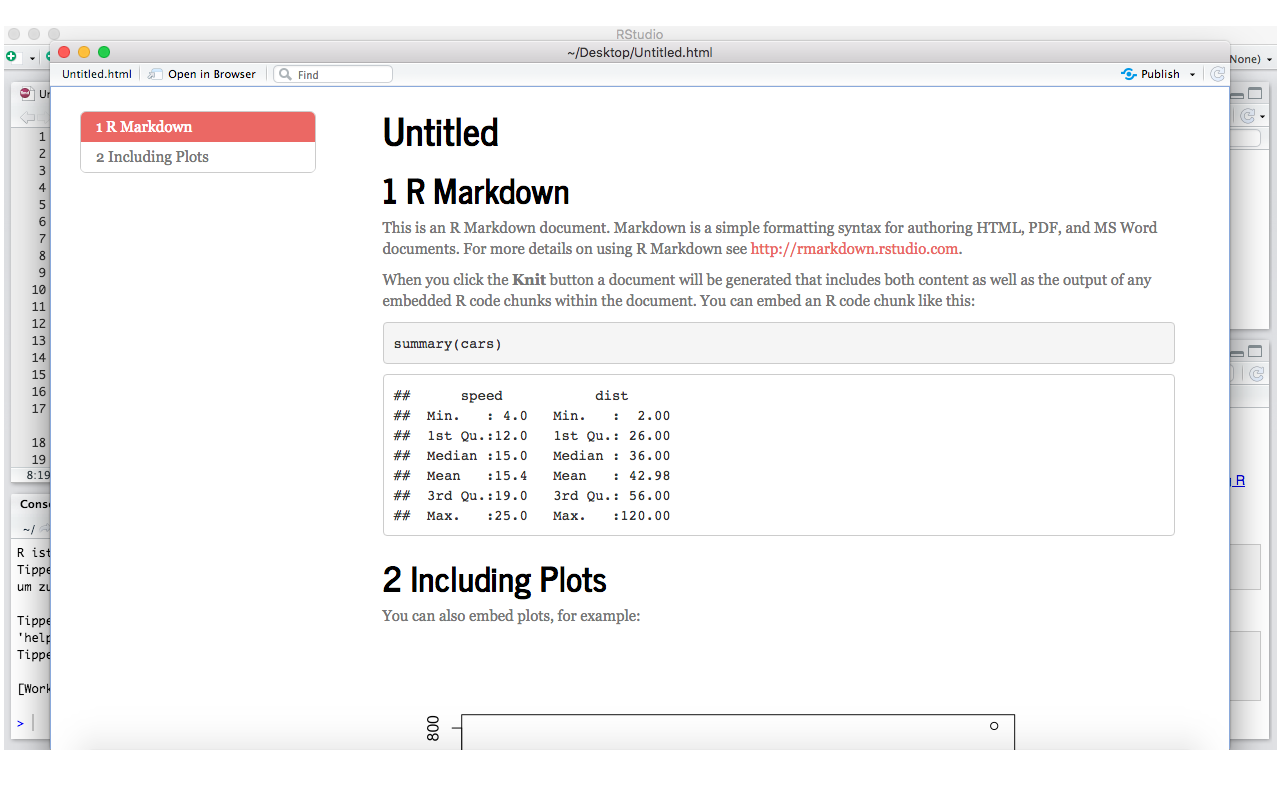 RStudio
~/Desktop/Untitled.html
None)
Untitled.html Open in Browser Find Publish
1 R Markdown
2 Including Plots
Untitled
1 R Markdown
This is an R Markdown document. Markdown is a simple formatting syntax for authoring HTML, PDF, and MS Word
documents. For more details on using R Markdown see http://rmarkdown.rstudio.com.
When you click the Knit button a document will be generated that includes both content as well as the output of any
embedded R code chunks within the document. You can embed an R code chunk like this:
summary(cars)
##      speed           dist
##  Min.   : 4.0   Min.   :  2.00
##  1st Qu.:12.0   1st Qu.: 26.00
##  Median :15.0   Median : 36.00
##  Mean   :15.4   Mean   : 42.98
##  3rd Qu.:19.0   3rd Qu.: 56.00
##  Max.   :25.0   Max.   :120.00
2 Including Plots
You can also embed plots, for example:
800
1
2
3
4
5
6
7
8
9
10
11
12
13
14
15
16
17
18
19
8:19
Conso
~/
R ist
Tippe
um zu
Tippe
'help
Tippe
[Work
>
R